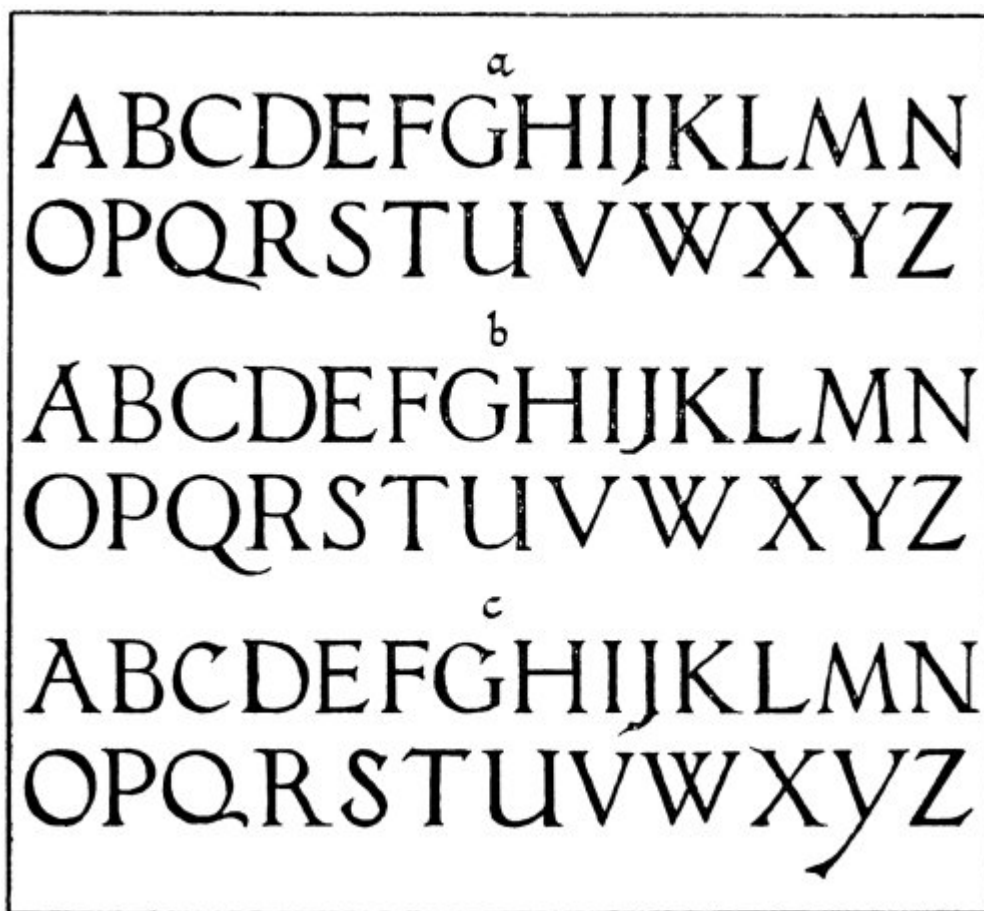 a
ABCDEFGHIJKLMN
OPQRSTUVWXYZ
b
ABCDEFGHIJKLMN
OPQRSTUVWXYZ
c
ABCDEFGHIJKLMN
OPQRSTUVWXyZ